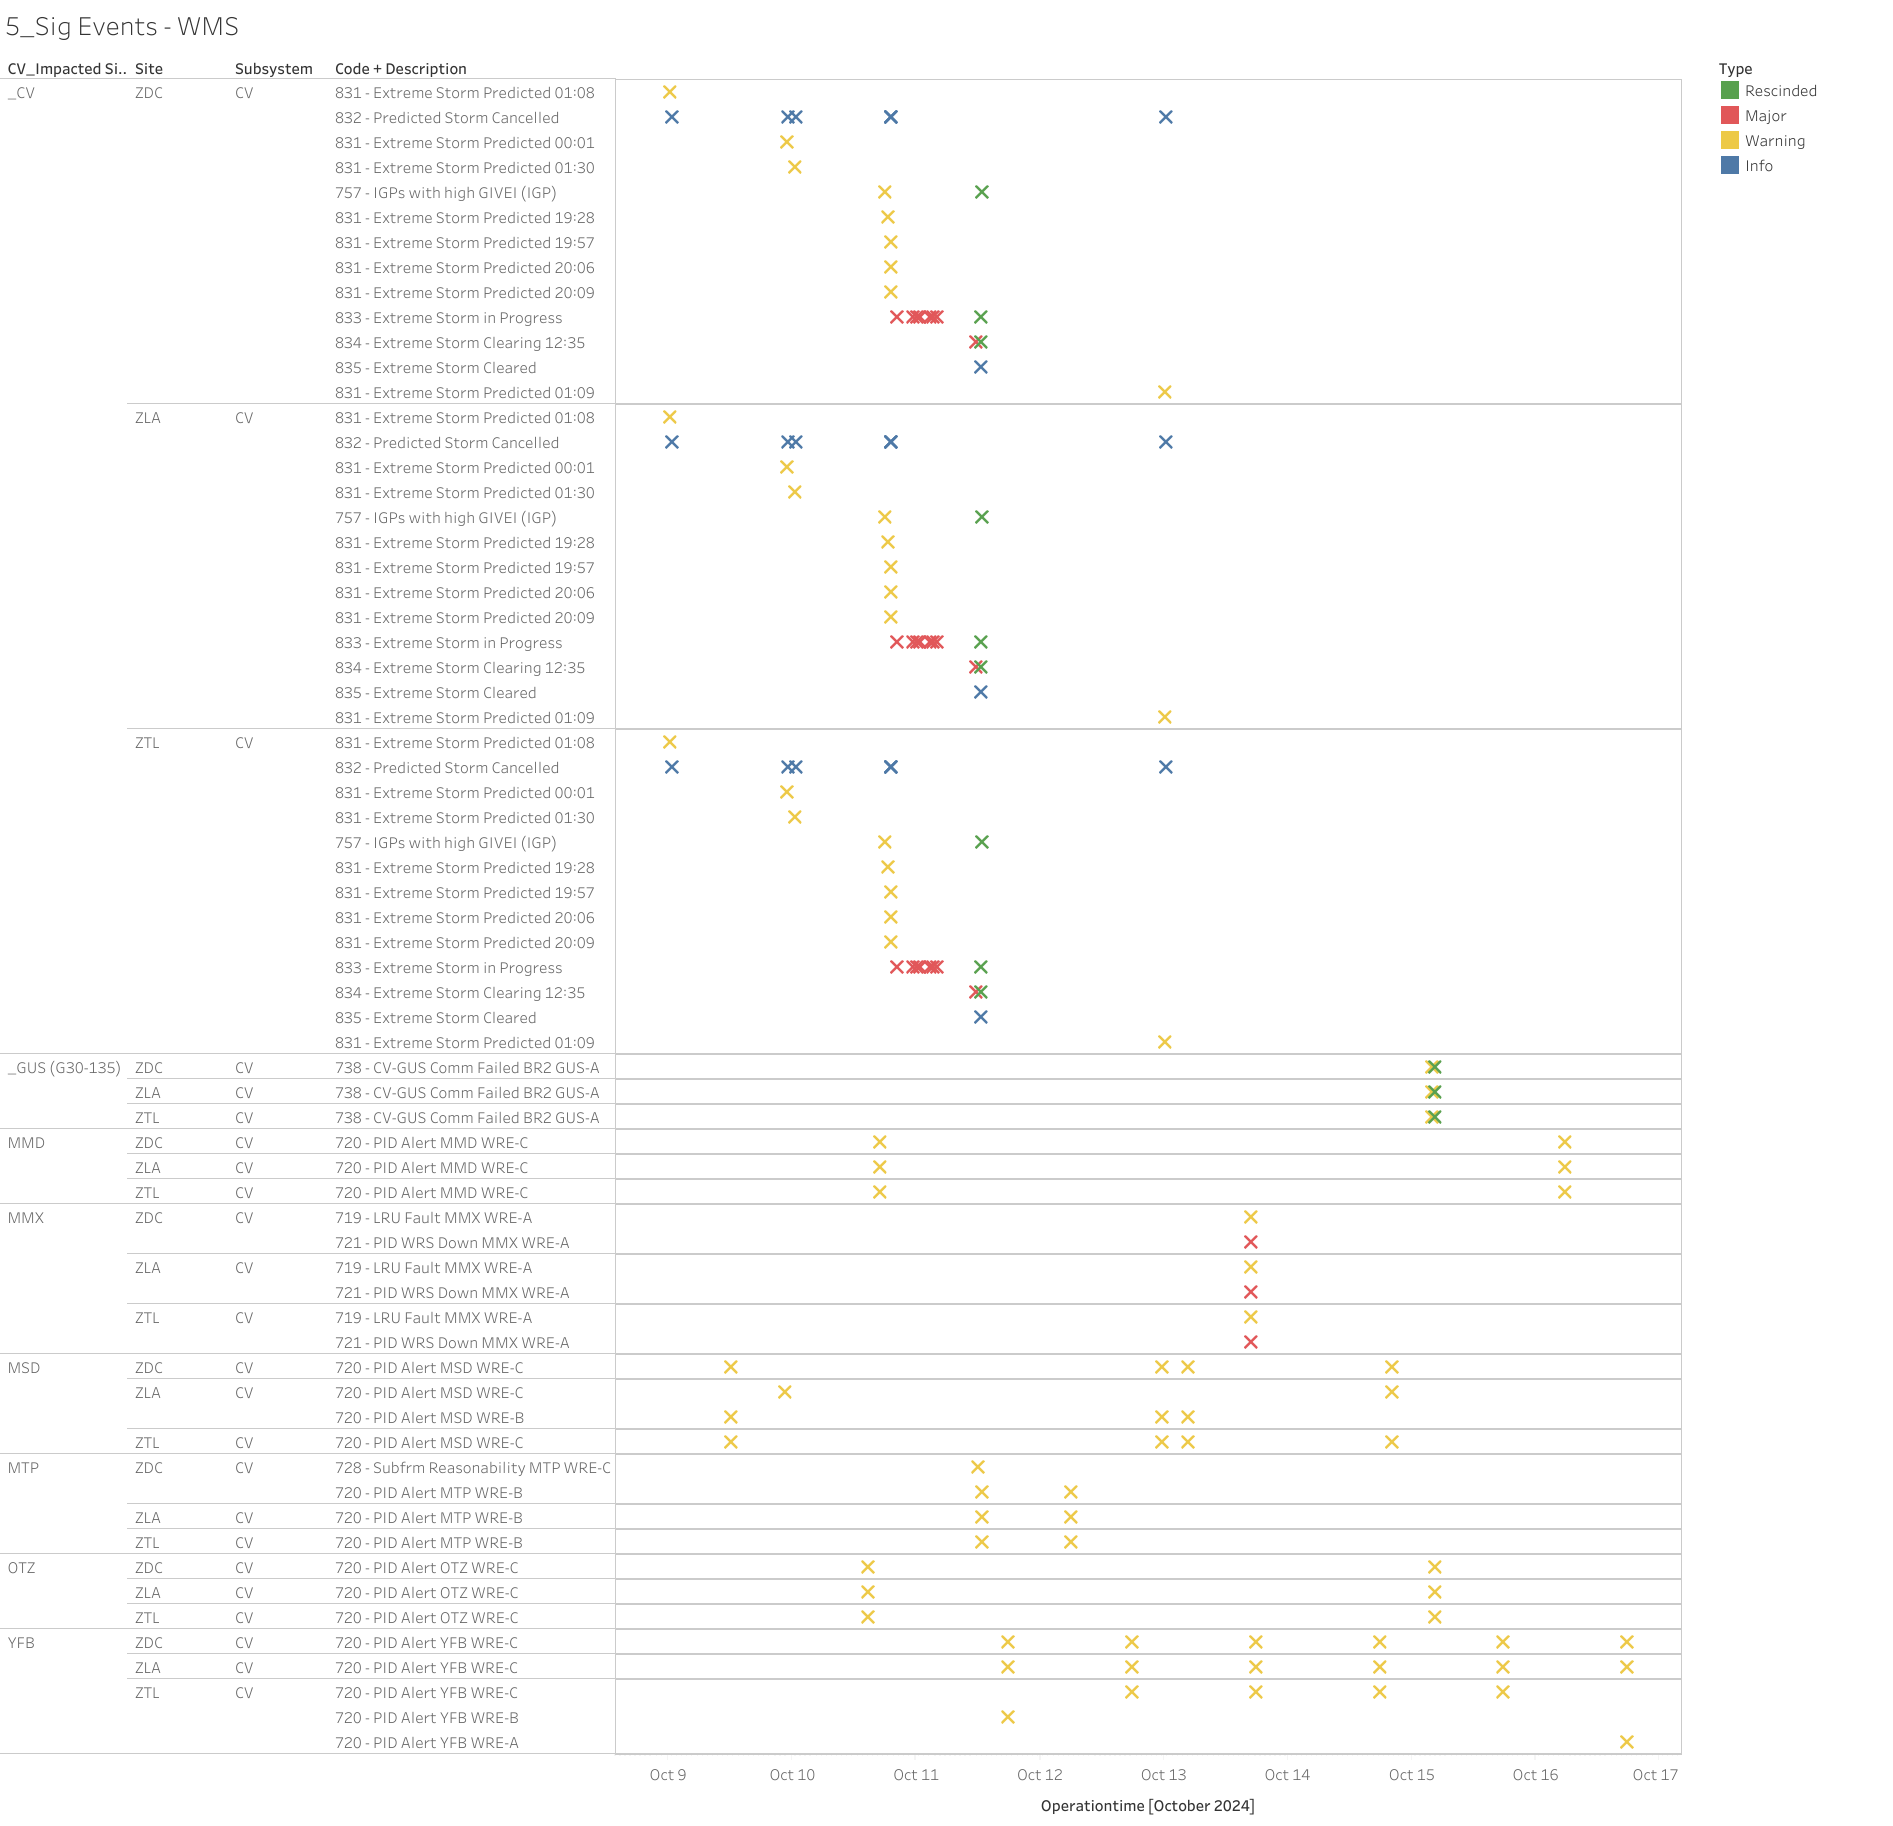 5_Sig Events - WMS
CV_Impacted Si.. Site Subsystem Code + Description
Type
Rescinded
Major
Warning
Info
_CV ZDC CV 831 - Extreme Storm Predicted 01:08
832 - Predicted Storm Cancelled
831 - Extreme Storm Predicted 00:01
831 - Extreme Storm Predicted 01:30
757 - IGPs with high GIVEI (IGP)
831 - Extreme Storm Predicted 19:28
831 - Extreme Storm Predicted 19:57
831 - Extreme Storm Predicted 20:06
831 - Extreme Storm Predicted 20:09
833 - Extreme Storm in Progress
834 - Extreme Storm Clearing 12:35
835 - Extreme Storm Cleared
831 - Extreme Storm Predicted 01:09
ZLA CV 831 - Extreme Storm Predicted 01:08
832 - Predicted Storm Cancelled
831 - Extreme Storm Predicted 00:01
831 - Extreme Storm Predicted 01:30
757 - IGPs with high GIVEI (IGP)
831 - Extreme Storm Predicted 19:28
831 - Extreme Storm Predicted 19:57
831 - Extreme Storm Predicted 20:06
831 - Extreme Storm Predicted 20:09
833 - Extreme Storm in Progress
834 - Extreme Storm Clearing 12:35
835 - Extreme Storm Cleared
831 - Extreme Storm Predicted 01:09
ZTL CV 831 - Extreme Storm Predicted 01:08
832 - Predicted Storm Cancelled
831 - Extreme Storm Predicted 00:01
831 - Extreme Storm Predicted 01:30
757 - IGPs with high GIVEI (IGP)
831 - Extreme Storm Predicted 19:28
831 - Extreme Storm Predicted 19:57
831 - Extreme Storm Predicted 20:06
831 - Extreme Storm Predicted 20:09
833 - Extreme Storm in Progress
834 - Extreme Storm Clearing 12:35
835 - Extreme Storm Cleared
831 - Extreme Storm Predicted 01:09
_GUS (G30-135) ZDC CV 738 - CV-GUS Comm Failed BR2 GUS-A
ZLA CV 738 - CV-GUS Comm Failed BR2 GUS-A
ZTL CV 738 - CV-GUS Comm Failed BR2 GUS-A
MMD ZDC CV 720 - PID Alert MMD WRE-C
ZLA CV 720 - PID Alert MMD WRE-C
ZTL CV 720 - PID Alert MMD WRE-C
MMX ZDC CV 719 - LRU Fault MMX WRE-A
721 - PID WRS Down MMX WRE-A
ZLA CV 719 - LRU Fault MMX WRE-A
721 - PID WRS Down MMX WRE-A
ZTL CV 719 - LRU Fault MMX WRE-A
721 - PID WRS Down MMX WRE-A
MSD ZDC CV 720 - PID Alert MSD WRE-C
ZLA CV 720 - PID Alert MSD WRE-C
720 - PID Alert MSD WRE-B
ZTL CV 720 - PID Alert MSD WRE-C
MTP ZDC CV 728 - Subfrm Reasonability MTP WRE-C
720 - PID Alert MTP WRE-B
ZLA CV 720 - PID Alert MTP WRE-B
ZTL CV 720 - PID Alert MTP WRE-B
OTZ ZDC CV 720 - PID Alert OTZ WRE-C
ZLA CV 720 - PID Alert OTZ WRE-C
ZTL CV 720 - PID Alert OTZ WRE-C
YFB ZDC CV 720 - PID Alert YFB WRE-C
ZLA CV 720 - PID Alert YFB WRE-C
ZTL CV 720 - PID Alert YFB WRE-C
720 - PID Alert YFB WRE-B
720 - PID Alert YFB WRE-A
Oct 9 Oct 10 Oct 11 Oct 12 Oct 13 Oct 14 Oct 15 Oct 16 Oct 17
Operationtime [October 2024]